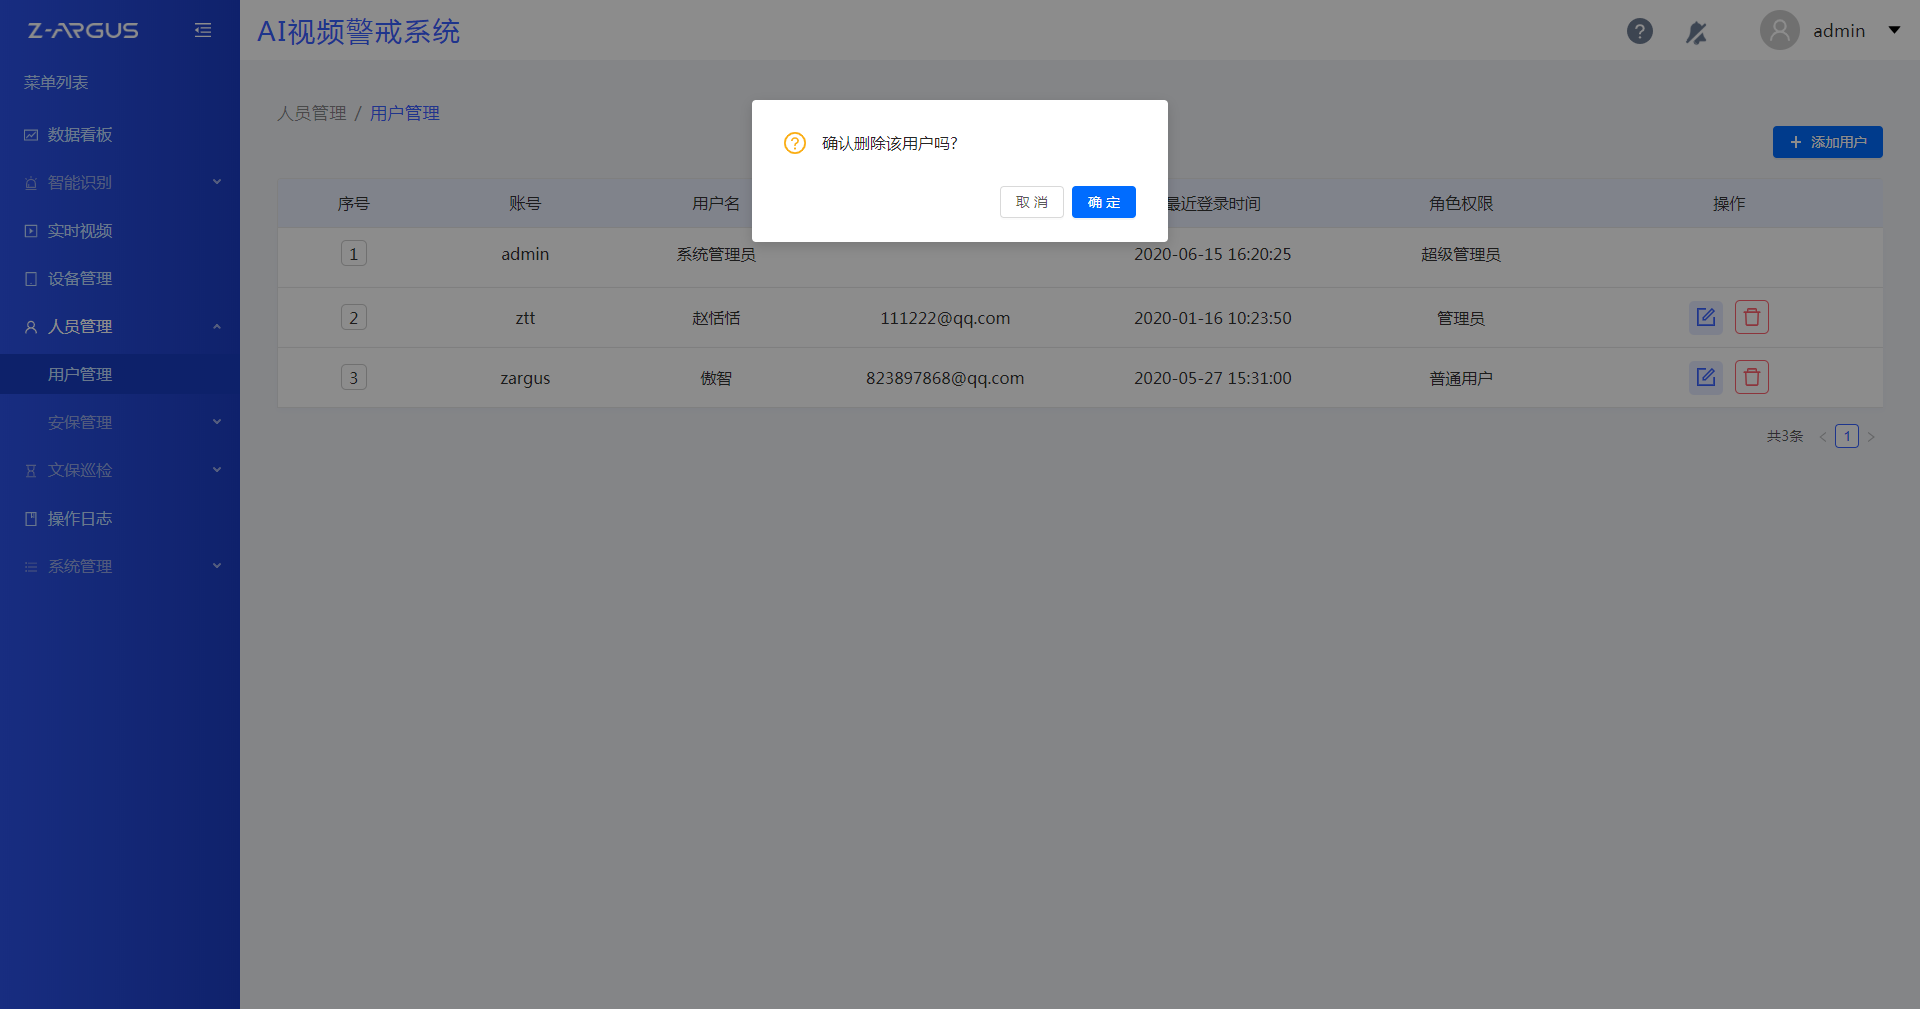 Z-ARGUS
AI视频警戒系统
?
admin
菜单列表
数据看板
智能识别
实时视频
设备管理
人员管理
用户管理
安保管理
文保巡检
操作日志
系统管理
人员管理 / 用户管理
+ 添加用户
? 确认删除该用户吗?
取 消 确 定
序号 账号 用户名 最近登录时间 角色权限 操作
1 admin 系统管理员 2020-06-15 16:20:25 超级管理员
2 ztt 赵恬恬 111222@qq.com 2020-01-16 10:23:50 管理员
3 zargus 傲智 823897868@qq.com 2020-05-27 15:31:00 普通用户
共3条 < 1 >